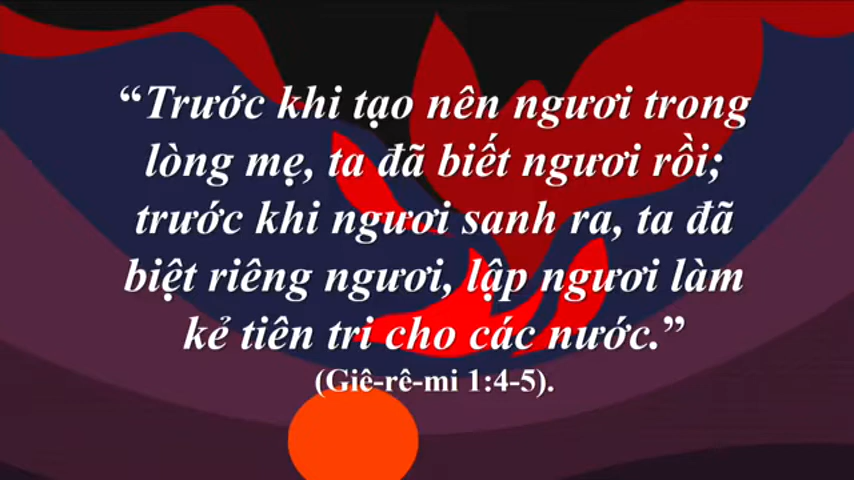 “Trước khi tạo nên ngươi trong
lòng mẹ, ta đã biết ngươi rồi;
trước khi ngươi sanh ra, ta đã
biệt riêng ngươi, lập ngươi làm
kẻ tiên tri cho các nước.”
(Giê-rê-mi 1:4-5).